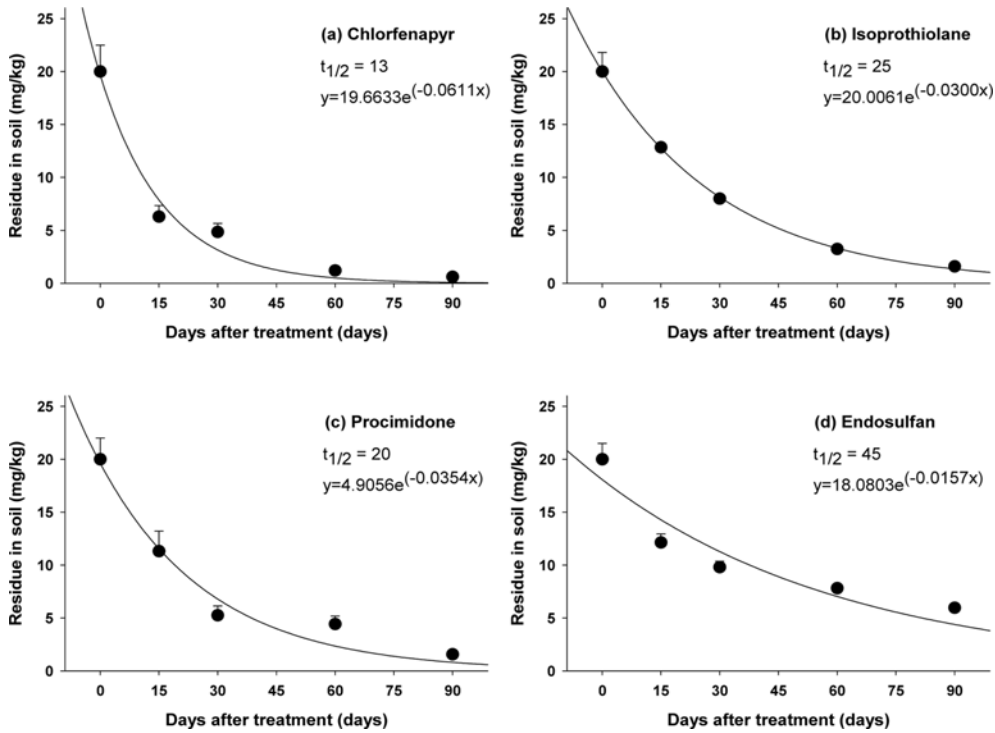 (a) Chlorfenapyr
t1/2 = 13
y=19.6633e(-0.0611x)
Residue in soil (mg/kg)
25
20
15
10
5
0
0 15 30 45 60 75 90
Days after treatment (days)
(b) Isoprothiolane
t1/2 = 25
y=20.0061e(-0.0300x)
Residue in soil (mg/kg)
25
20
15
10
5
0
0 15 30 45 60 75 90
Days after treatment (days)
(c) Procimidone
t1/2 = 20
y=4.9056e(-0.0354x)
Residue in soil (mg/kg)
25
20
15
10
5
0
0 15 30 45 60 75 90
Days after treatment (days)
(d) Endosulfan
t1/2 = 45
y=18.0803e(-0.0157x)
Residue in soil (mg/kg)
25
20
15
10
5
0
0 15 30 45 60 75 90
Days after treatment (days)